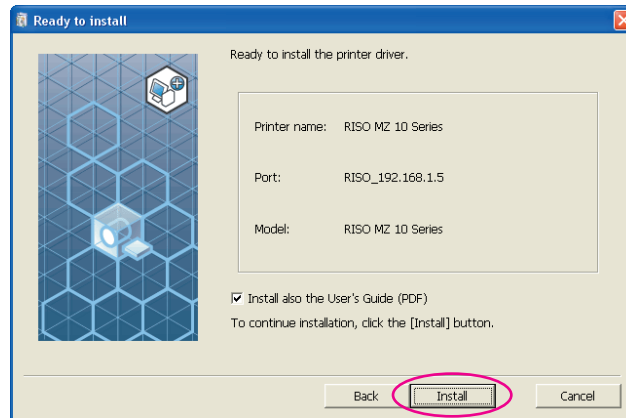 Ready to install
Ready to install the printer driver.
Printer name: RISO MZ 10 Series
Port: RISO_192.168.1.5
Model: RISO MZ 10 Series
Install also the User's Guide (PDF)
To continue installation, click the [Install] button.
Back Install Cancel